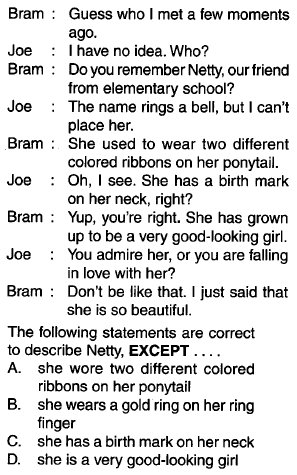 Bram : Guess who I met a few moments
ago.
Joe : I have no idea. Who?
Bram : Do you remember Netty, our friend
from elementary school?
Joe : The name rings a bell, but I can't
place her.
Bram : She used to wear two different
colored ribbons on her ponytail.
Joe : Oh, I see. She has a birth mark
on her neck, right?
Bram : Yup, you're right. She has grown
up to be a very good-looking girl.
Joe : You admire her, or you are falling
in love with her?
Bram : Don't be like that. I just said that
she is so beautiful.
The following statements are correct
to describe Netty, EXCEPT . . . .
A. she wore two different colored
ribbons on her ponytail
B. she wears a gold ring on her ring
finger
C. she has a birth mark on her neck
D. she is a very good-looking girl